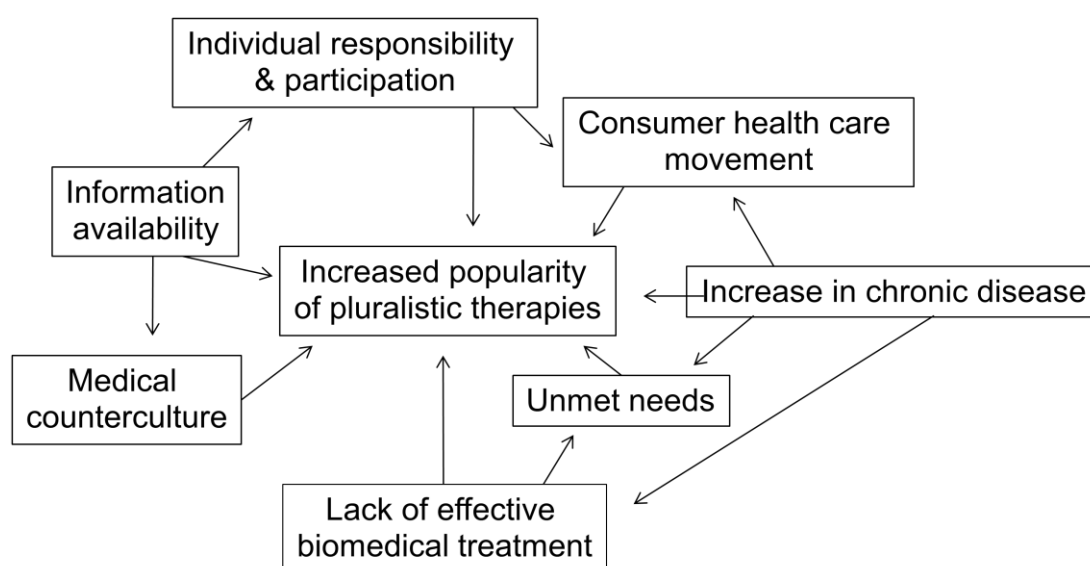 Individual responsibility
& participation
Consumer health care
movement
Information
availability
Increased popularity
of pluralistic therapies
Increase in chronic disease
Medical
counterculture
Unmet needs
Lack of effective
biomedical treatment